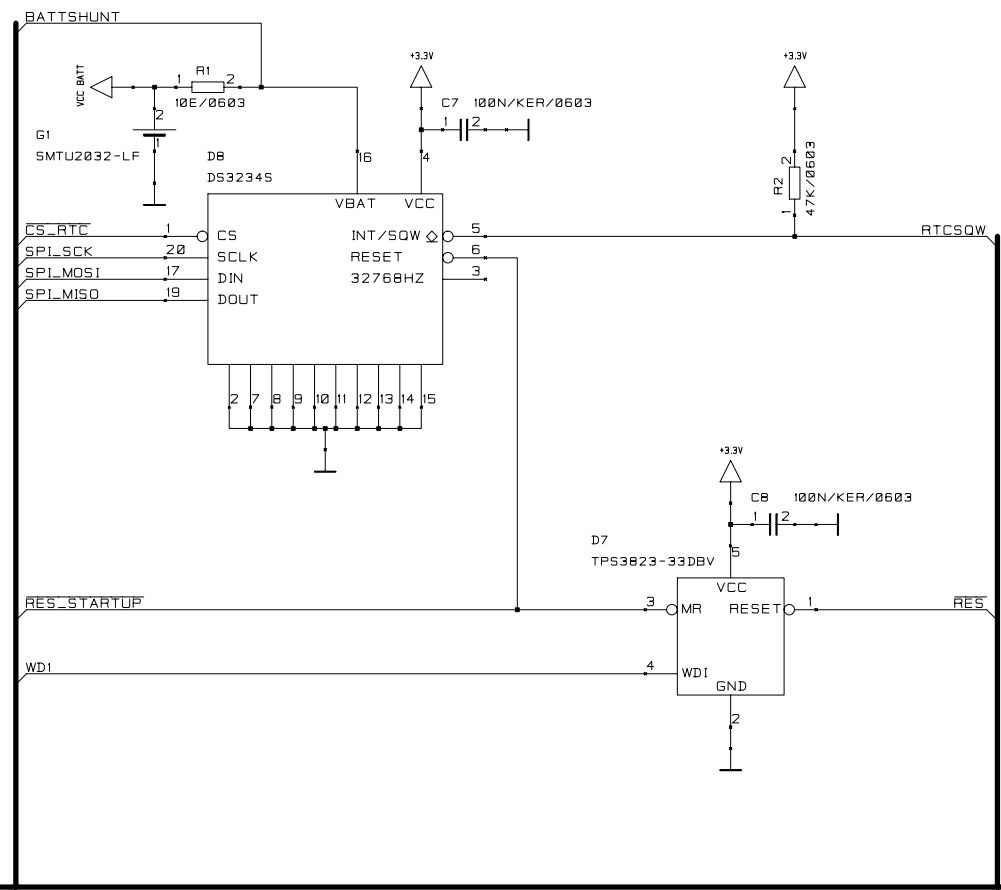 BATTSHUNT
+3.3V
+3.3V
VCC BATT
1 R1 2
10E/0603
C7 100N/KER/0603
1 2
2
G1
1
SMTU2032-LF
D8
DS3234S
16
4
R2
2
47K/0603
1
VBAT VCC
CS_RTC 1 CS INT/SQW 5 RTCSQW
SPI_SCK 20 SCLK RESET 6
SPI_MOSI 17 DIN 32768HZ 3
SPI_MISO 19 DOUT
2 7 8 9 10 11 12 13 14 15
+3.3V
C8 100N/KER/0603
1 2
D7
TPS3823-33DBV
5
VCC
RES_STARTUP 3 MR RESET 1 RES
WD1 4 WDI
GND
2